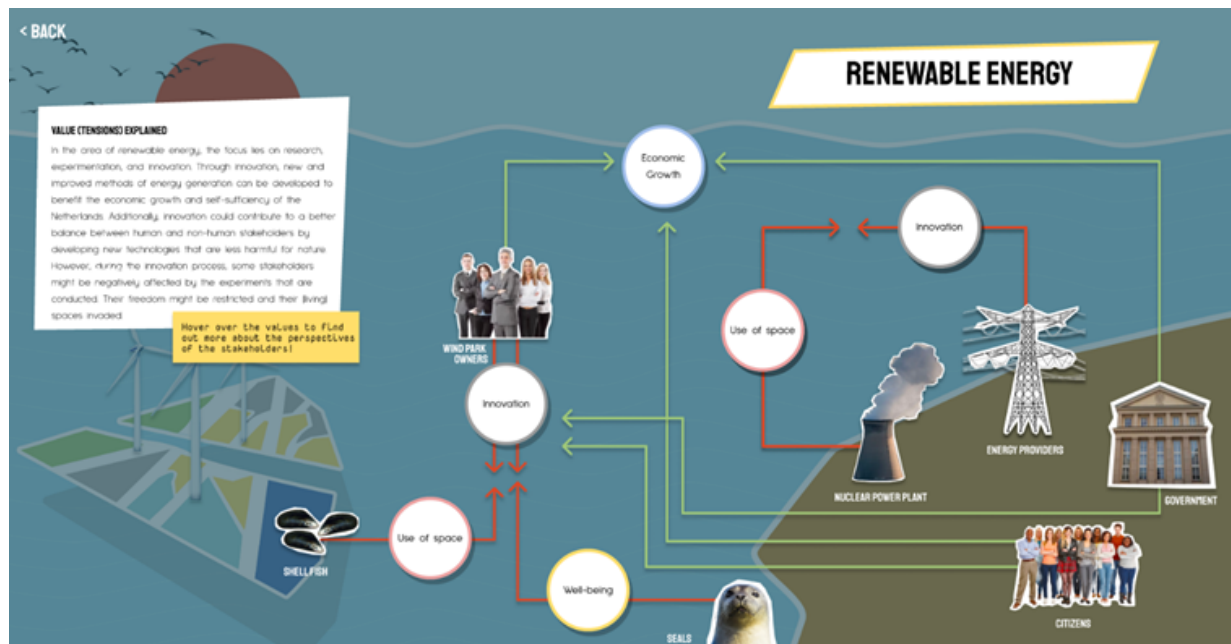 < BACK
RENEWABLE ENERGY
VALUE (TENSIONS) EXPLAINED
In the area of renewable energy, the focus lies on research,
experimentation, and innovation. Through innovation, new and
improved methods of energy generation can be developed to
benefit the economic growth and self-sufficiency of the
Netherlands. Additionally, innovation could contribute to a better
balance between human and non-human stakeholders by
developing new technologies that are less harmful for nature
However, during the innovation process, some stakeholders
might be negatively affected by the experiments that are
conducted. Their freedom might be restricted and their (living)
spaces invaded.
Hover over the values to find
out more about the perspectives
of the stakeholders!
Economic
Growth
Innovation
Use of space
WIND PARK
OWNERS
Innovation
ENERGY PROVIDERS
NUCLEAR POWER PLANT
GOVERNMENT
Use of space
SHELLFISH
Well-being
SEALS
CITIZENS